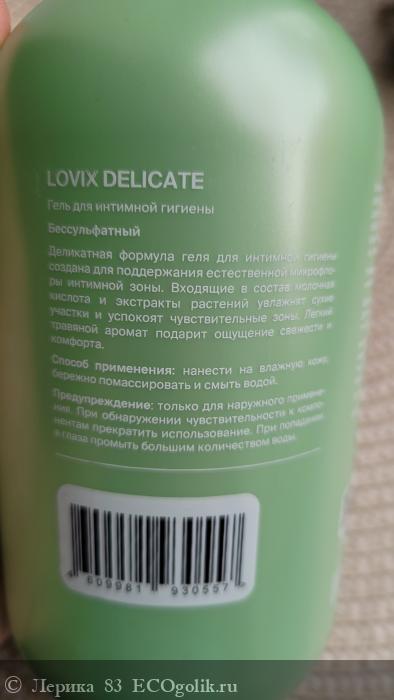 LOVIX DELICATE
Гель для интимной гигиены
Бессульфатный
Деликатная формула геля для интимной гигиены
создана для поддержания естественной микрофло-
ры интимной зоны. Входящие в состав молочная
кислота и экстракты растений увлажнят сухие
участки и успокоят чувствительные зоны. Легкий
травяной аромат подарит ощущение свежести и
комфорта.
Способ применения: нанести на влажную кожу,
бережно помассировать и смыть водой.
Предупреждение: только для наружного примене-
ния. При обнаружении чувствительности к компо-
нентам прекратить использование. При попадании
в глаза промыть большим количеством воды.
4 609981 930557
© Лерика 83 ECOgolik.ru